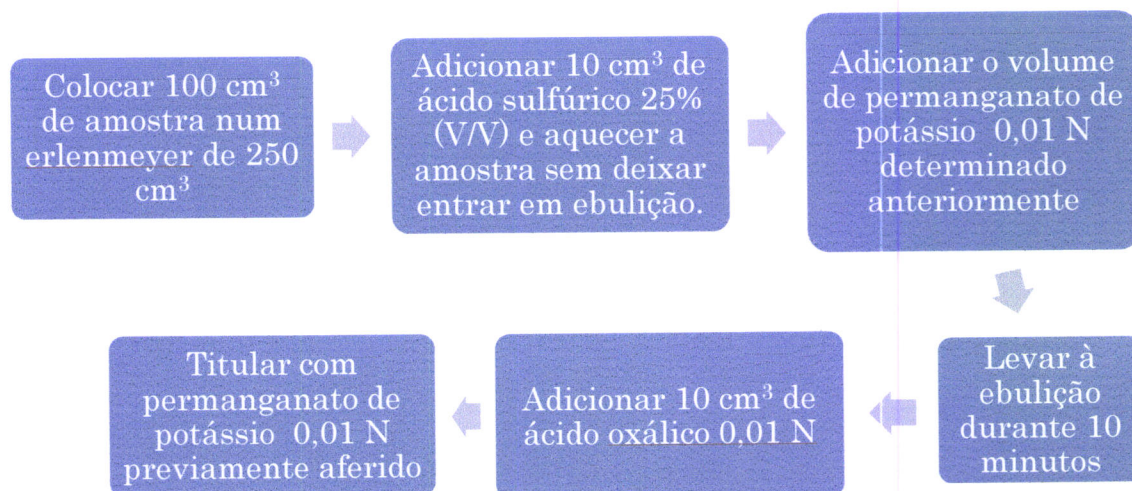 Colocar 100 cm³
de amostra num
erlenmeyer de 250
cm³
Adicionar 10 cm³ de
ácido sulfúrico 25%
(V/V) e aquecer a
amostra sem deixar
entrar em ebulição.
Adicionar o volume
de permanganato de
potássio 0,01 N
determinado
anteriormente
Levar à
ebulição
durante 10
minutos
Adicionar 10 cm³ de
ácido oxálico 0,01 N
Titular com
permanganato de
potássio 0,01 N
previamente aferido